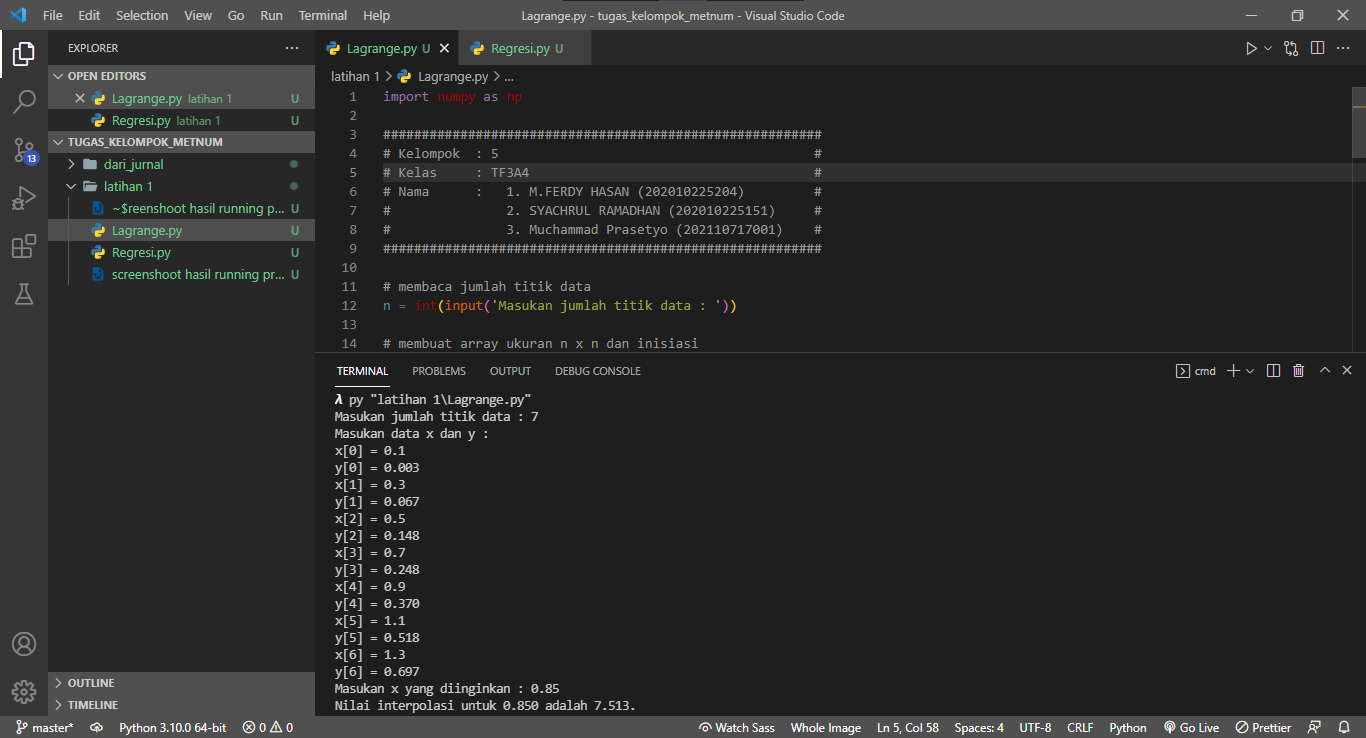 File Edit Selection View Go Run Terminal Help
Lagrange.py - tugas_kelompok_metnum - Visual Studio Code
EXPLORER
OPEN EDITORS
Lagrange.py latihan 1 U
Regresi.py latihan 1 U
TUGAS_KELOMPOK_METNUM
dari_jurnal
latihan 1
~$reenshoot hasil running p... U
Lagrange.py U
Regresi.py U
screenshoot hasil running pr... U
OUTLINE
TIMELINE
13
Lagrange.py U
Regresi.py U
latihan 1 > Lagrange.py > ...
1 import numpy as np
2
3 #########################################################
4 # Kelompok : 5 #
5 # Kelas : TF3A4 #
6 # Nama : 1. M.FERDY HASAN (202010225204) #
7 # 2. SYACHRUL RAMADHAN (202010225151) #
8 # 3. Muchammad Prasetyo (202110717001) #
9 #########################################################
10
11 # membaca jumlah titik data
12 n = int(input('Masukan jumlah titik data : '))
13
14 # membuat array ukuran n x n dan inisiasi
TERMINAL PROBLEMS OUTPUT DEBUG CONSOLE
cmd
λ py "latihan 1\Lagrange.py"
Masukan jumlah titik data : 7
Masukan data x dan y :
x[0] = 0.1
y[0] = 0.003
x[1] = 0.3
y[1] = 0.067
x[2] = 0.5
y[2] = 0.148
x[3] = 0.7
y[3] = 0.248
x[4] = 0.9
y[4] = 0.370
x[5] = 1.1
y[5] = 0.518
x[6] = 1.3
y[6] = 0.697
Masukan x yang diinginkan : 0.85
Nilai interpolasi untuk 0.850 adalah 7.513.
master* Python 3.10.0 64-bit 0 0 Watch Sass Whole Image Ln 5, Col 58 Spaces: 4 UTF-8 CRLF Python Go Live Prettier